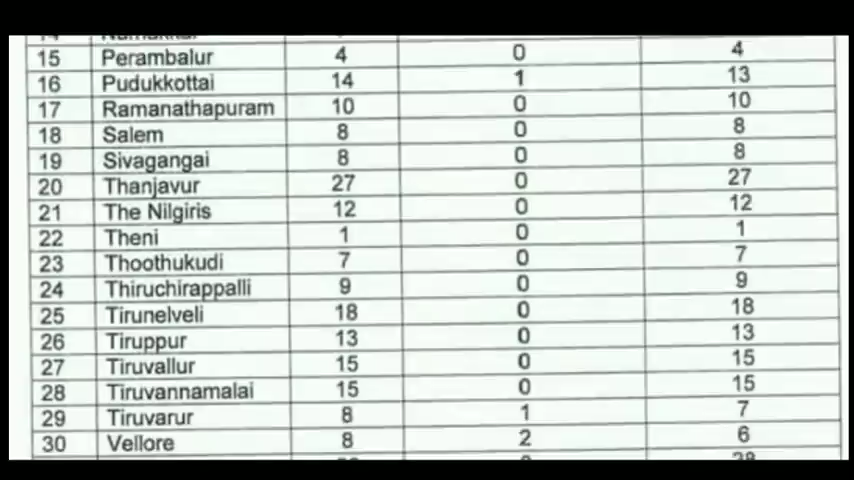 15 Perambalur 4 0 4
16 Pudukkottai 14 1 13
17 Ramanathapuram 10 0 10
18 Salem 8 0 8
19 Sivagangai 8 0 8
20 Thanjavur 27 0 27
21 The Nilgiris 12 0 12
22 Theni 1 0 1
23 Thoothukudi 7 0 7
24 Thiruchirappalli 9 0 9
25 Tirunelveli 18 0 18
26 Tiruppur 13 0 13
27 Tiruvallur 15 0 15
28 Tiruvannamalai 15 0 15
29 Tiruvarur 8 1 7
30 Vellore 8 2 6